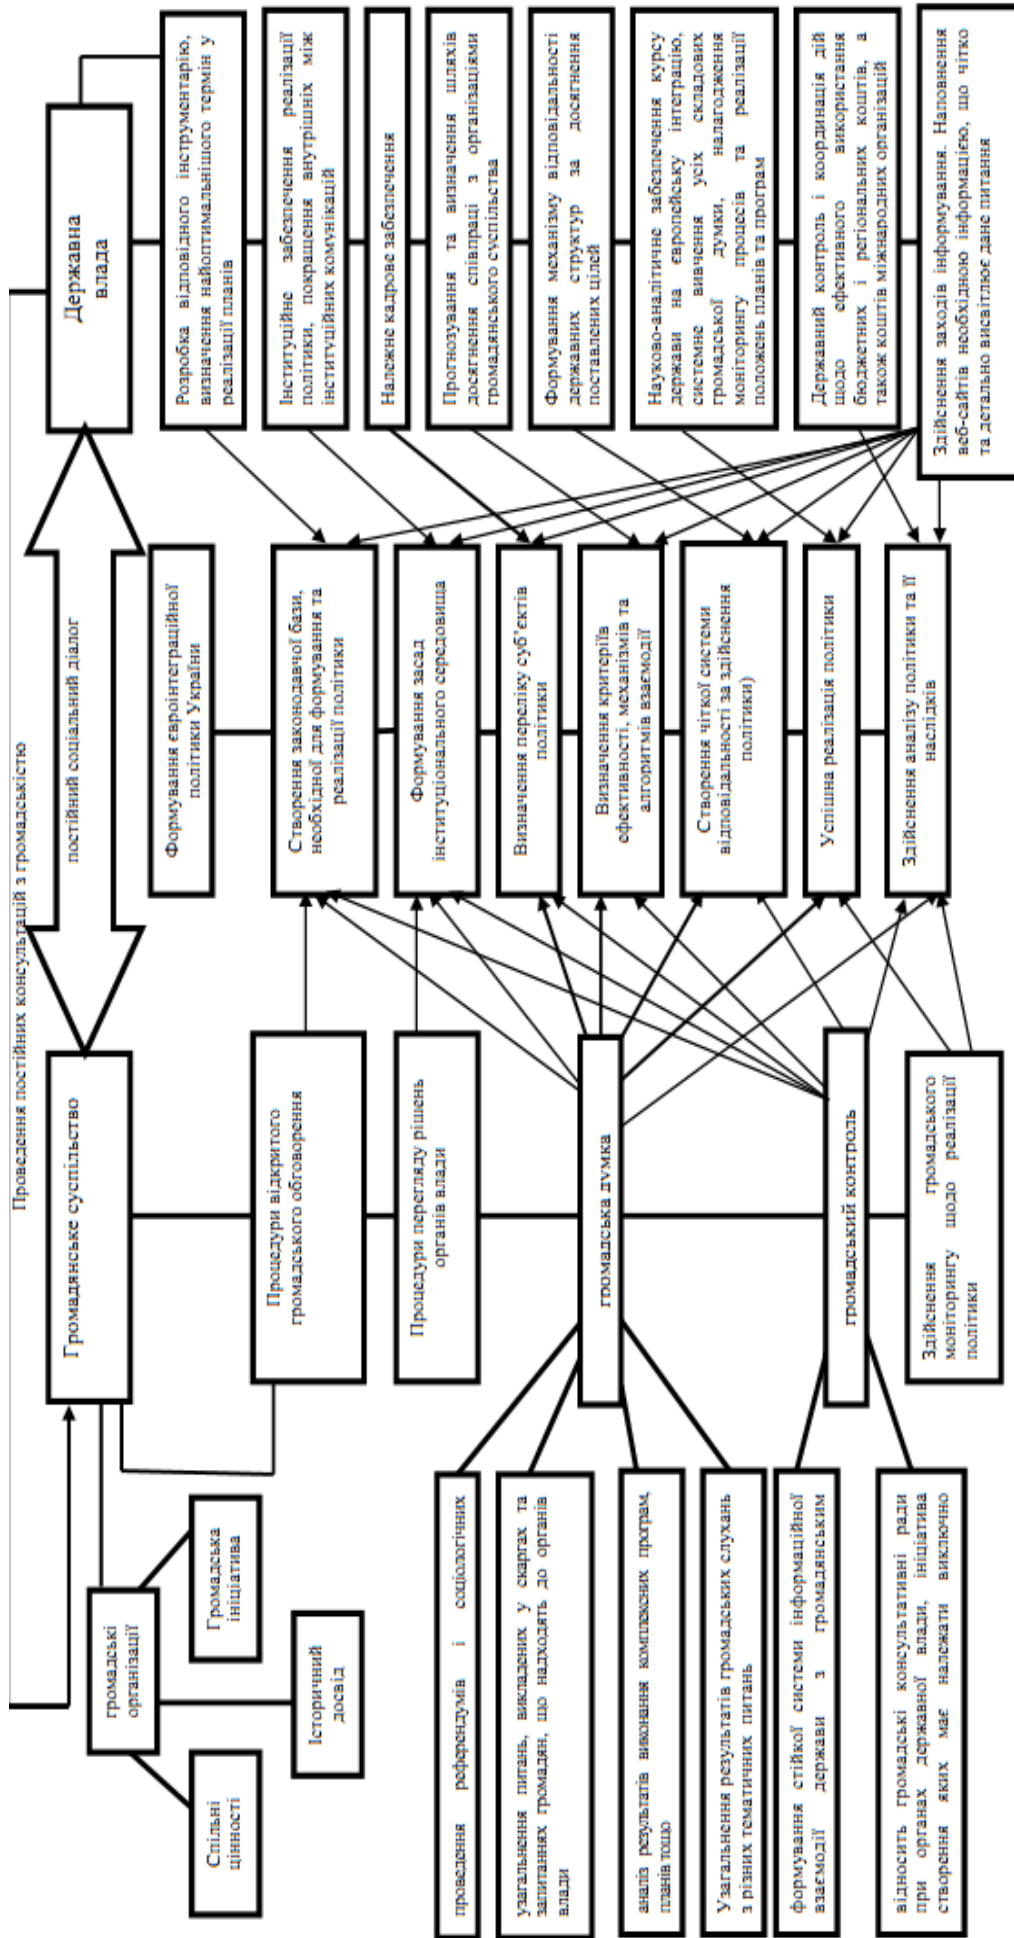 Проведення постійних консультацій з громадськістю
Громадянське суспільство
постійний соціальний діалог
Державна
влада
громадські
організації
Спільні
цінності
Громадська
ініціатива
Історичний
досвід
Процедури відкритого
громадського обговорення
Процедури перегляду рішень
органів влади
громадська думка
громадський контроль
Здійснення громадського
моніторингу щодо реалізації
політики
проведення референдумів і соціологічних
узагальнення питань, викладених у скаргах та
запитаннях громадян, що надходять до органів
влади
аналіз результатів виконання комплексних програм,
планів тощо
Узагальнення результатів громадських слухань
з різних тематичних питань
формування стійкої системи інформаційної
взаємодії держави з громадянським
відносить громадські консультативні ради
при органах державної влади, ініціатива
створення яких має належати виключно
Формування євроінтеграційної
політики України
Створення законодавчої бази,
необхідної для формування та
реалізації політики
Формування засад
інституціонального середовища
Визначення переліку суб’єктів
політики
Визначення критеріїв
ефективності, механізмів та
алгоритмів взаємодії
Створення чіткої системи
відповідальності за здійснення
політики)
Успішна реалізація політики
Здійснення аналізу політики та її
наслідків
Розробка відповідного інструментарію,
визначення найоптимальнішого термін у
реалізації планів
Інституційне забезпечення реалізації
політики, покращення внутрішніх між
інституційних комунікацій
Належне кадрове забезпечення
Прогнозування та визначення шляхів
досягнення співпраці з організаціями
громадянського суспільства
Формування механізму відповідальності
державних структур за досягнення
поставлених цілей
Науково-аналітичне забезпечення курсу
держави на європейську інтеграцію,
системне вивчення усіх складових
громадської думки, налагодження
моніторингу процесів та реалізації
положень планів та програм
Державний контроль і координація дій
щодо ефективного використання
бюджетних і регіональних коштів, а
також коштів міжнародних організацій
Здійснення заходів інформування. Наповнення
веб-сайтів необхідною інформацією, що чітко
та детально висвітлює дане питання